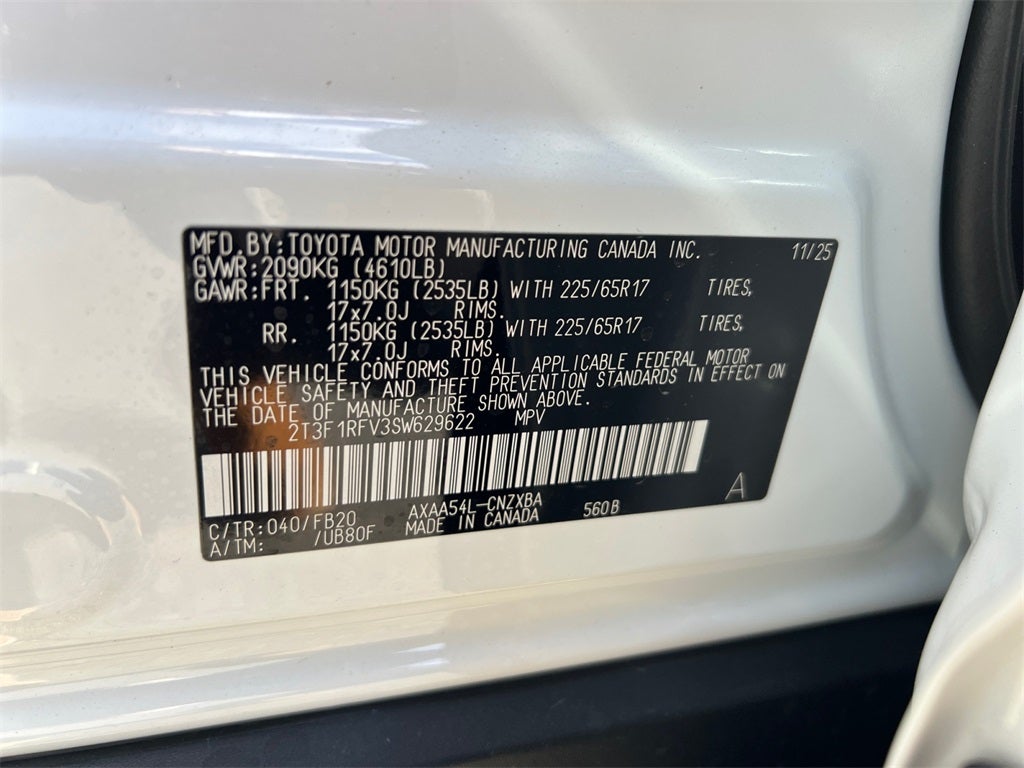 MFD.BY:TOYOTA MOTOR MANUFACTURING CANADA INC. 11/25
GVWR:2090KG (4610LB)
GAWR:FRT. 1150KG (2535LB) WITH 225/65R17 TIRES,
17x7.0J RIMS.
RR. 1150KG (2535LB) WITH 225/65R17 TIRES,
17x7.0J RIMS.
THIS VEHICLE CONFORMS TO ALL APPLICABLE FEDERAL MOTOR
VEHICLE SAFETY AND THEFT PREVENTION STANDARDS IN EFFECT ON
THE DATE OF MANUFACTURE SHOWN ABOVE.
2T3F1RFV3SW629622 MPV
A
C/TR:040/FB20 AXAA54L-CNZXBA 560B
A/TM: /UB80F MADE IN CANADA